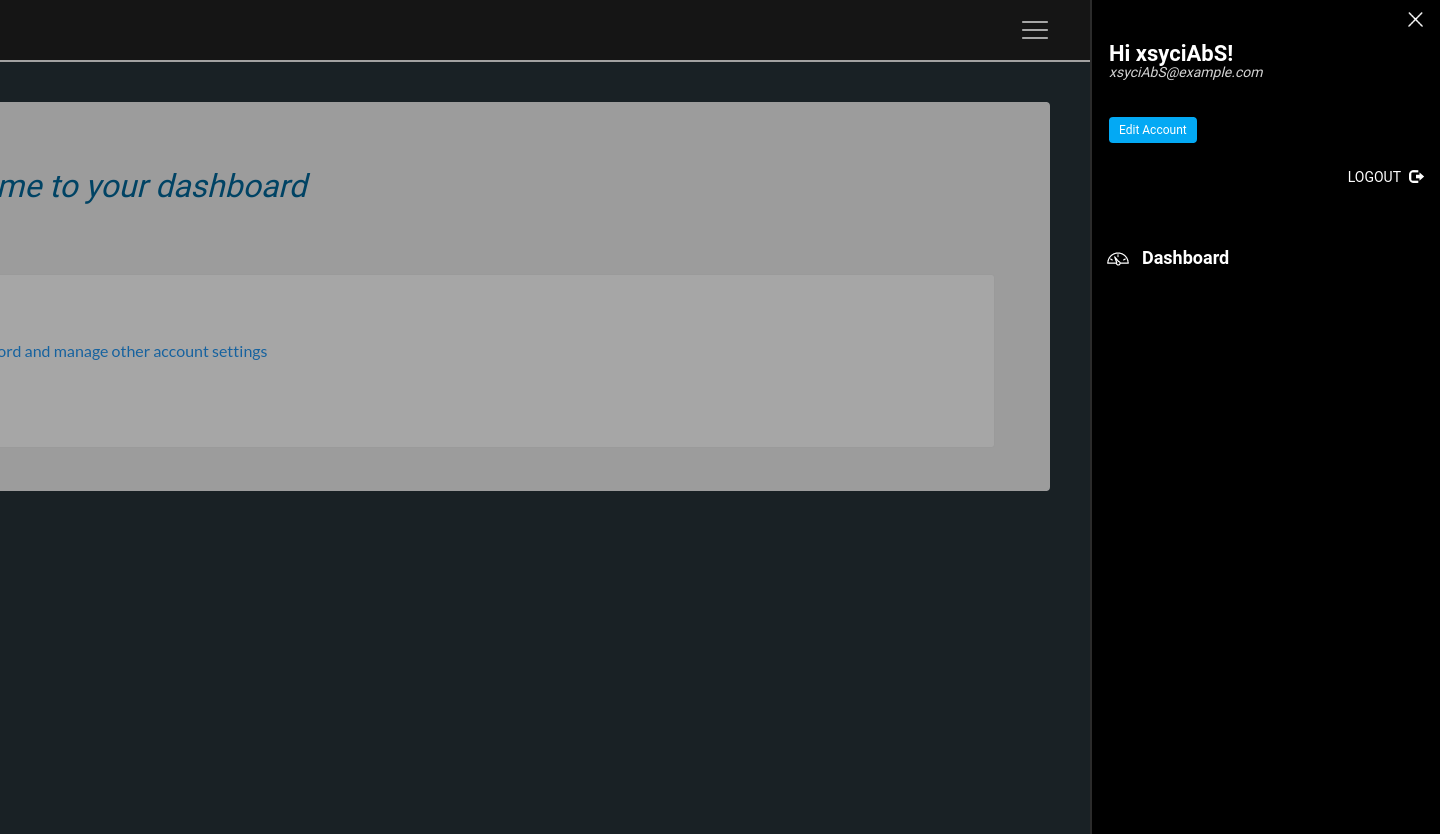 Hi xsyciAbS!
xsyciAbS@example.com
Edit Account
LOGOUT
Dashboard
me to your dashboard
ord and manage other account settings